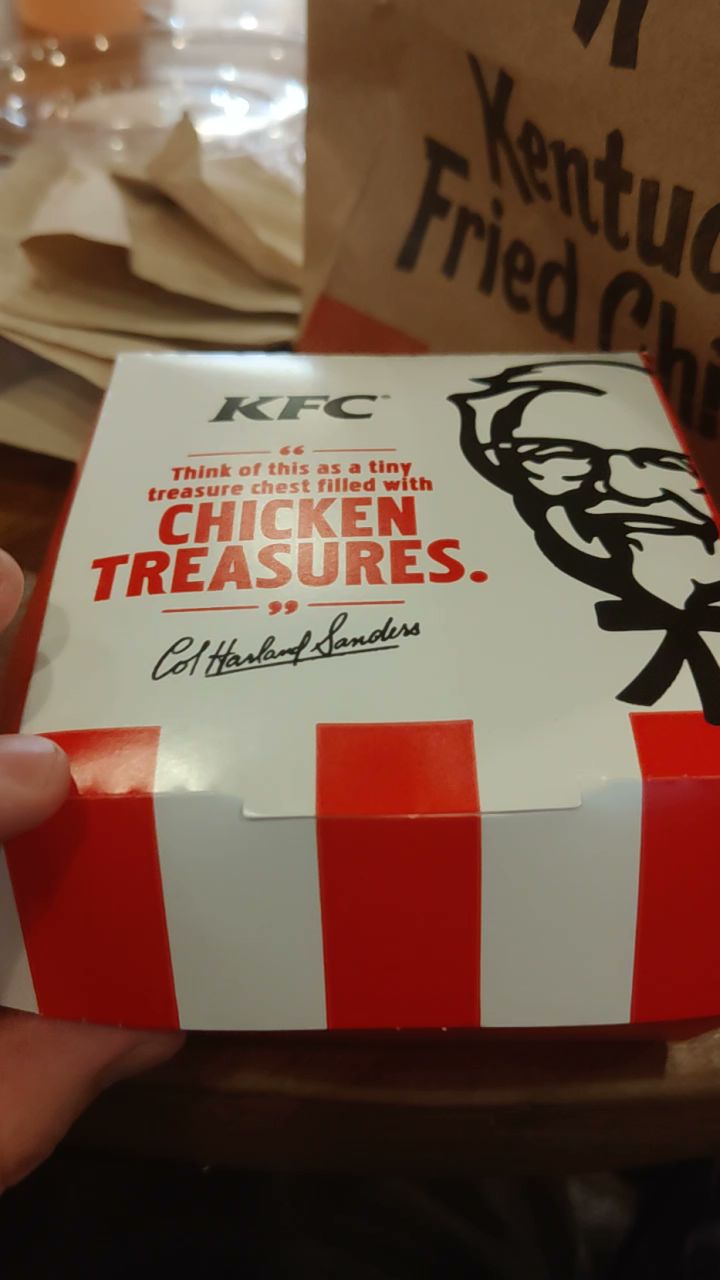 Kentuc
Fried Chi
KFC
“
Think of this as a tiny
treasure chest filled with
CHICKEN
TREASURES.
”
Col Harland Sanders